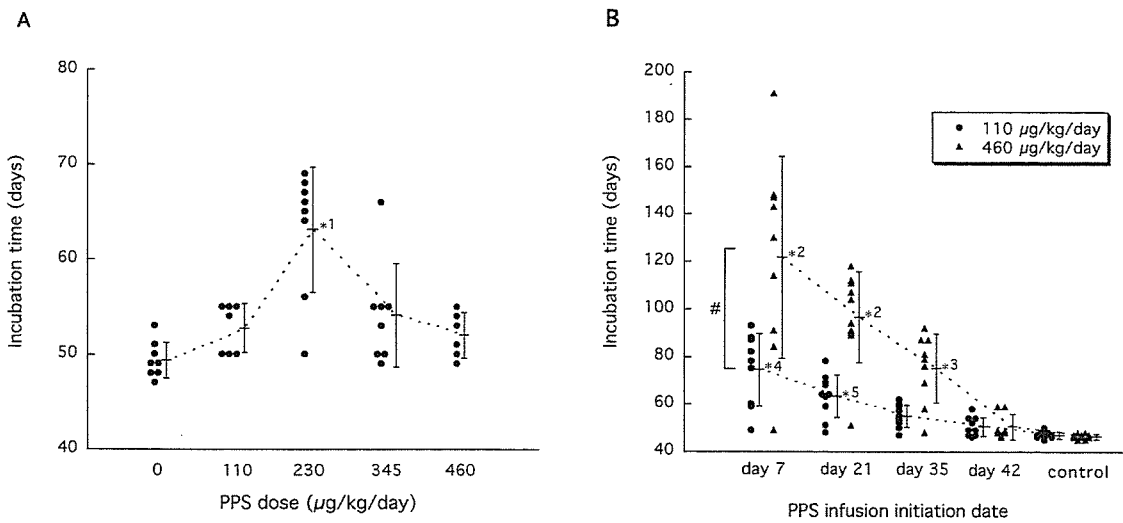 A
80
70
60
50
40
Incubation time (days)
*1
0 110 230 345 460
PPS dose (µg/kg/day)
B
200
180
160
140
120
100
80
60
40
Incubation time (days)
110 µg/kg/day
460 µg/kg/day
#
*2
*2
*3
*4
*5
day 7 day 21 day 35 day 42 control
PPS infusion initiation date